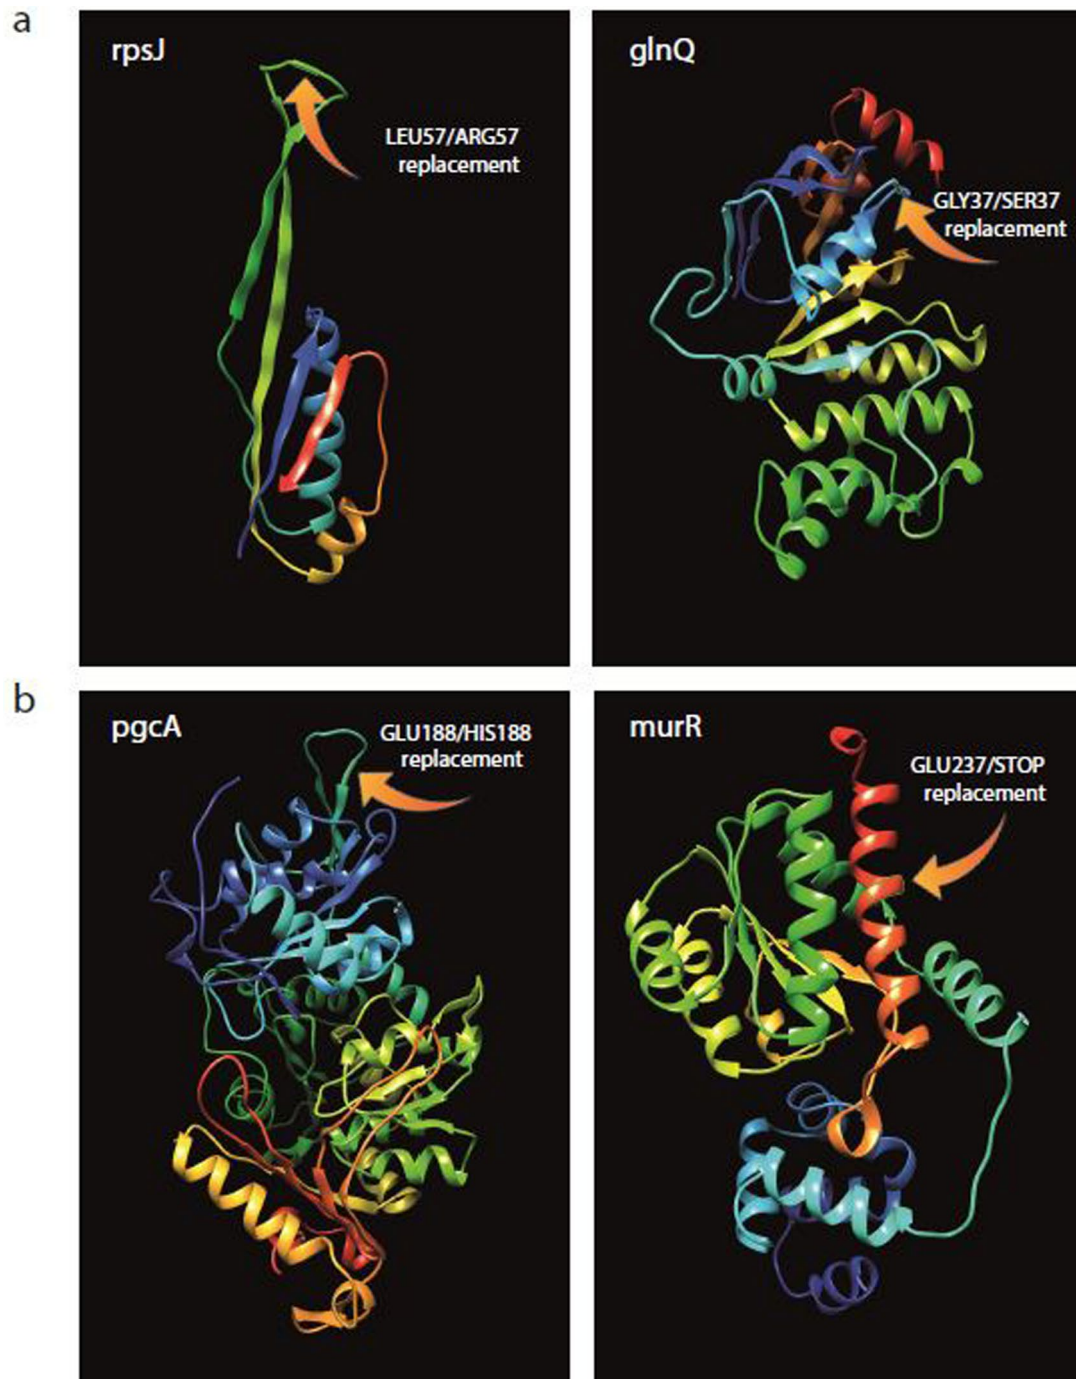 a
rpsJ
LEU57/ARG57
replacement
glnQ
GLY37/SER37
replacement
b
pgcA
GLU188/HIS188
replacement
murR
GLU237/STOP
replacement